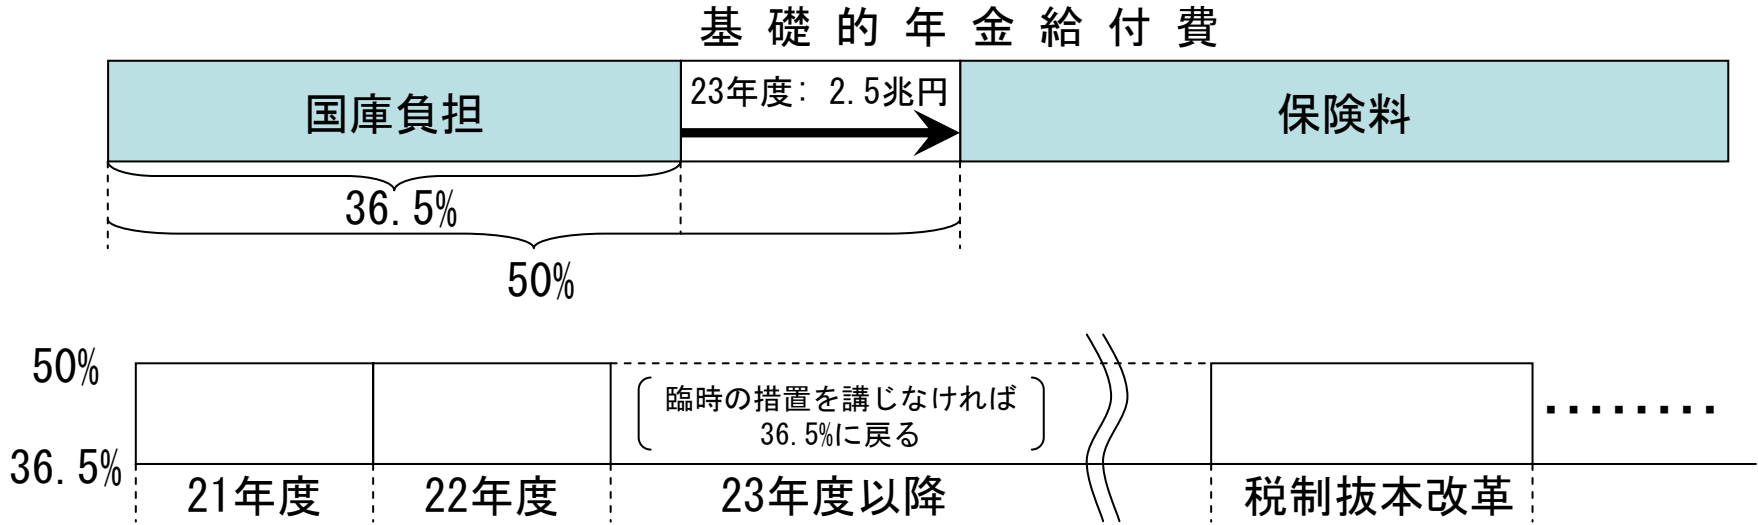 基礎的年金給付費
国庫負担
23年度: 2.5兆円
保険料
36.5%
50%
50%
臨時の措置を講じなければ
36.5%に戻る
........
36.5%
21年度
22年度
23年度以降
税制抜本改革